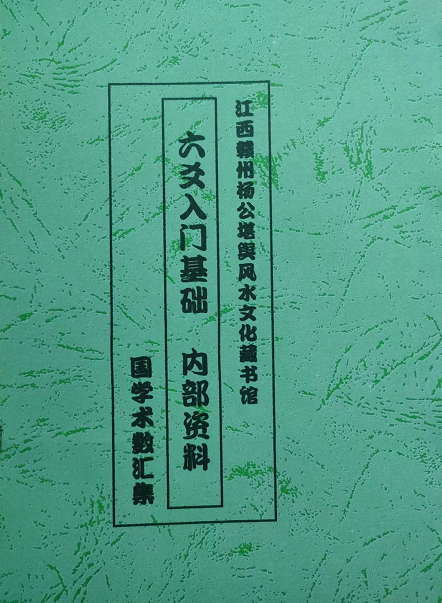 江西赣州杨公堪舆风水文化藏书馆
六爻入门基础 内部资料
国学术数汇集